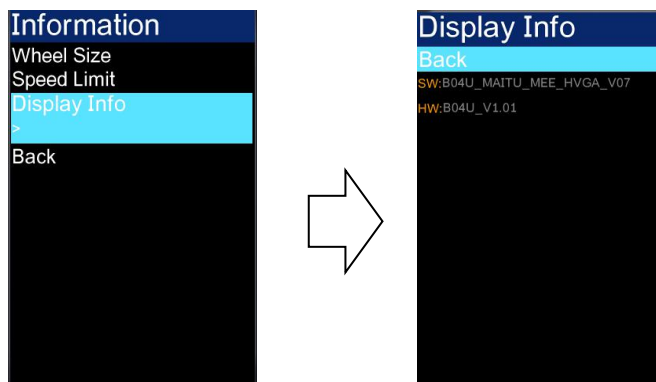 Information
Wheel Size
Speed Limit
Display Info
>
Back
Display Info
Back
SW:B04U_MAITU_MEE_HVGA_V07
HW:B04U_V1.01